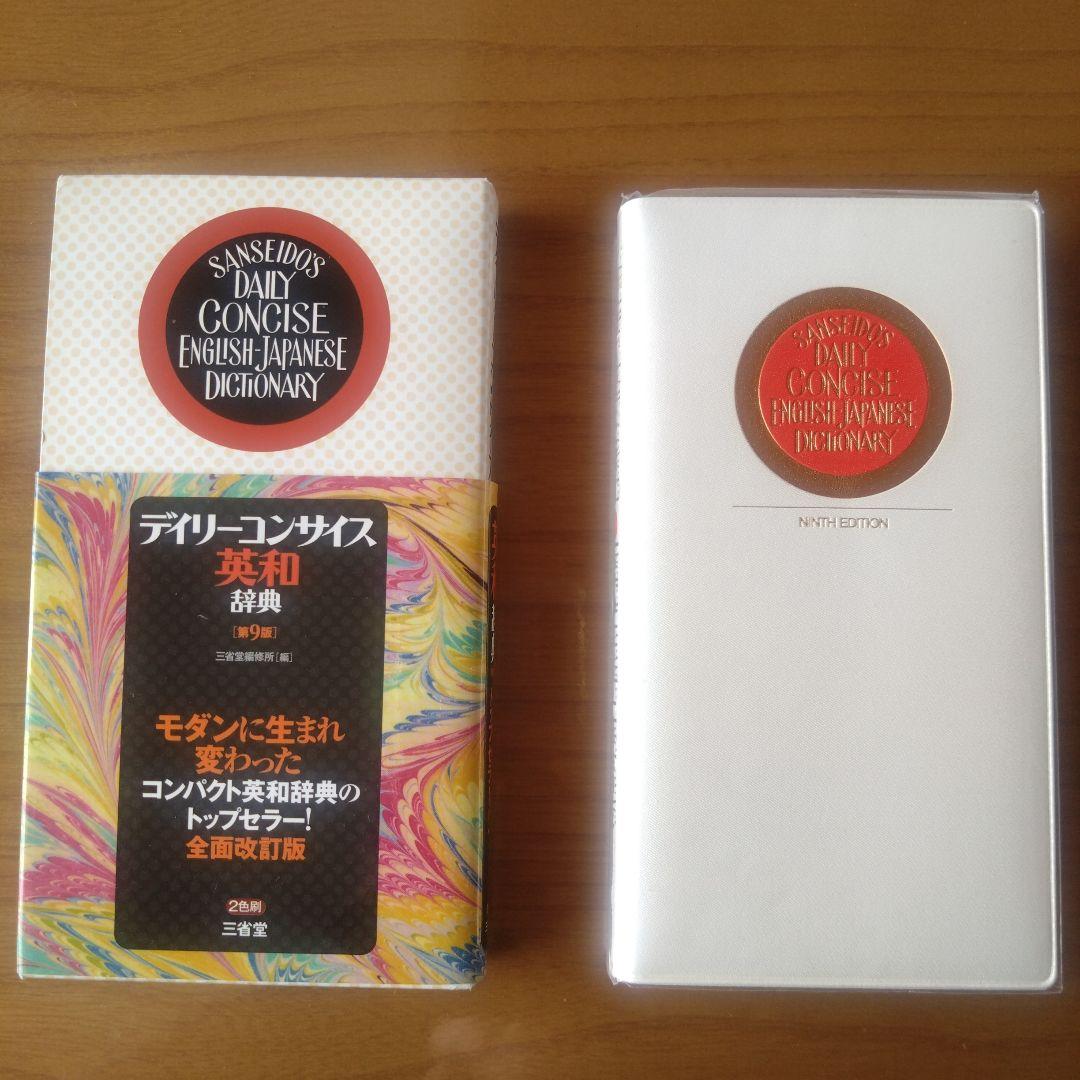 SANSEIDO'S
DAILY
CONCISE
ENGLISH-JAPANESE
DICTIONARY
デイリーコンサイス
英和
辞典
[第9版]
三省堂編修所[編]
モダンに生まれ
変わった
コンパクト英和辞典の
トップセラー!
全面改訂版
2色刷
三省堂
SANSEIDO'S
DAILY
CONCISE
ENGLISH-JAPANESE
DICTIONARY
NINTH EDITION